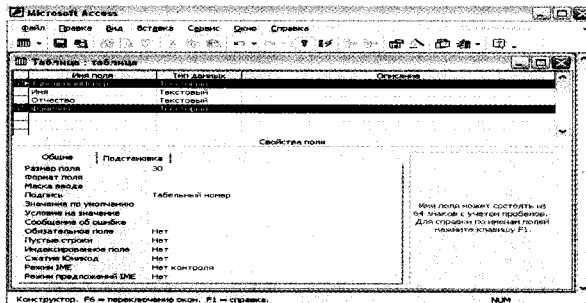 Microsoft Access
Файл Правка Вид Вставка Сервис Окно Справка
Таблица : таблица
Имя поля Тип данных Описание
Имя Текстовый
Отчество Текстовый
Свойства поля
Общие Подстановка
Размер поля 30
Формат поля
Маска ввода
Подпись Табельный номер
Значение по умолчанию
Условие на значение
Сообщение об ошибке
Обязательное поле Нет
Пустые строки Нет
Индексированное поле Нет
Сжатие Юникод Нет
Режим IME Нет контроля
Режим предложений IME Нет
Имя поля может состоять из
64 знаков с учетом пробелов.
Для справки по именам полей
нажмите клавишу F1.
Конструктор. F6 = переключение окон. F1 = справка. NUM